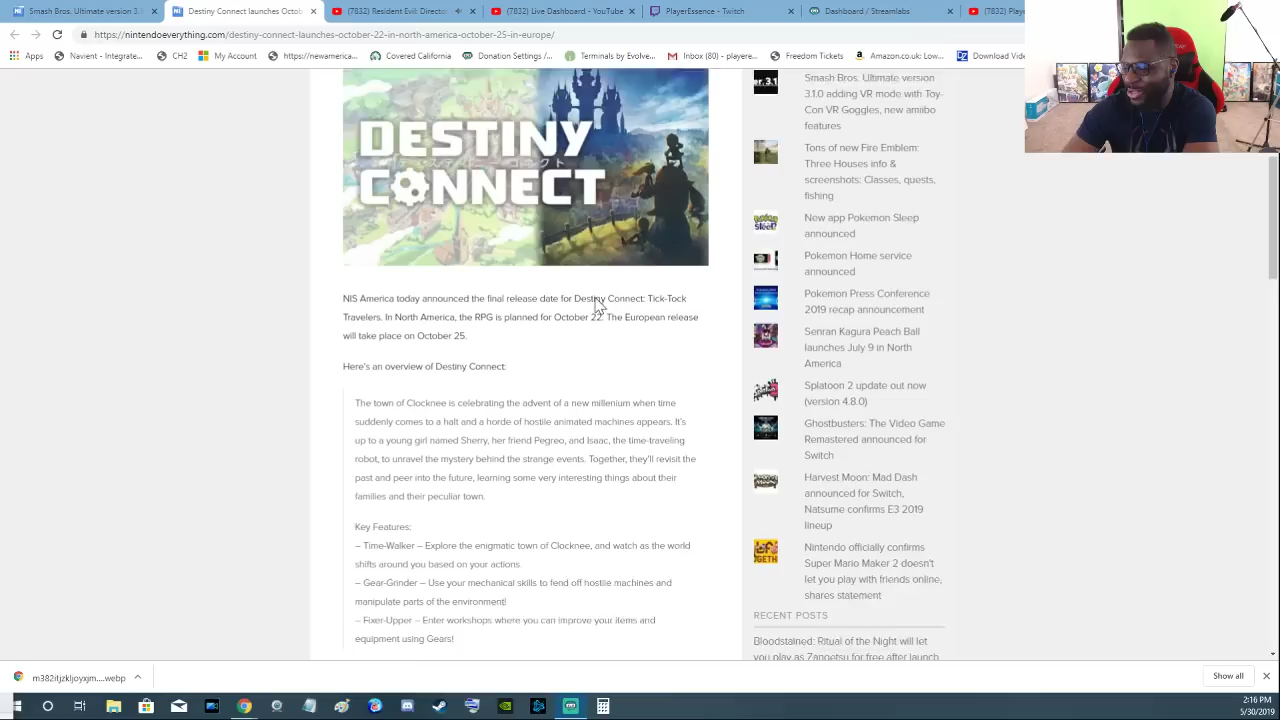 Smash Bros. Ultimate version 3.
Destiny Connect launches Octob
(7832) Resident Evil: Director
(7832) Live Dashboard - YouTube
PlayerEssence - Twitch
Dashboard / Streamlabs
https://nintendoeverything.com/destiny-connect-launches-october-22-in-north-america-october-25-in-europe/
Apps
Navient - Integrate...
CH2
My Account
https://newamerica...
Covered California
Donation Settings /...
Terminals by Evolve...
Inbox (80) - playere...
Freedom Tickets
Amazon.co.uk: Low...
Download Vide
DESTINY
CONNECT
NIS America today announced the final release date for Destiny Connect: Tick-Tock
Travelers. In North America, the RPG is planned for October 22. The European release
will take place on October 25.
Here's an overview of Destiny Connect:
The town of Clocknee is celebrating the advent of a new millenium when time
suddenly comes to a halt and a horde of hostile animated machines appears. It's
up to a young girl named Sherry, her friend Pegreo, and Isaac, the time-traveling
robot, to unravel the mystery behind the strange events. Together, they'll revisit the
past and peer into the future, learning some very interesting things about their
families and their peculiar town.
Key Features:
– Time-Walker – Explore the enigmatic town of Clocknee, and watch as the world
shifts around you based on your actions.
– Gear-Grinder – Use your mechanical skills to fend off hostile machines and
manipulate parts of the environment!
– Fixer-Upper – Enter workshops where you can improve your items and
equipment using Gears!
Smash Bros. Ultimate version
3.1.0 adding VR mode with Toy-
Con VR Goggles, new amiibo
features
Tons of new Fire Emblem:
Three Houses info &
screenshots: Classes, quests,
fishing
New app Pokemon Sleep
announced
Pokemon Home service
announced
Pokemon Press Conference
2019 recap announcement
Senran Kagura Peach Ball
launches July 9 in North
America
Splatoon 2 update out now
(version 4.8.0)
Ghostbusters: The Video Game
Remastered announced for
Switch
Harvest Moon: Mad Dash
announced for Switch,
Natsume confirms E3 2019
lineup
Nintendo officially confirms
Super Mario Maker 2 doesn't
let you play with friends online,
shares statement
RECENT POSTS
Bloodstained: Ritual of the Night will let
you play as Zangetsu for free after launch
m382itjzkljoyxjm....webp
Show all
2:16 PM
5/30/2019